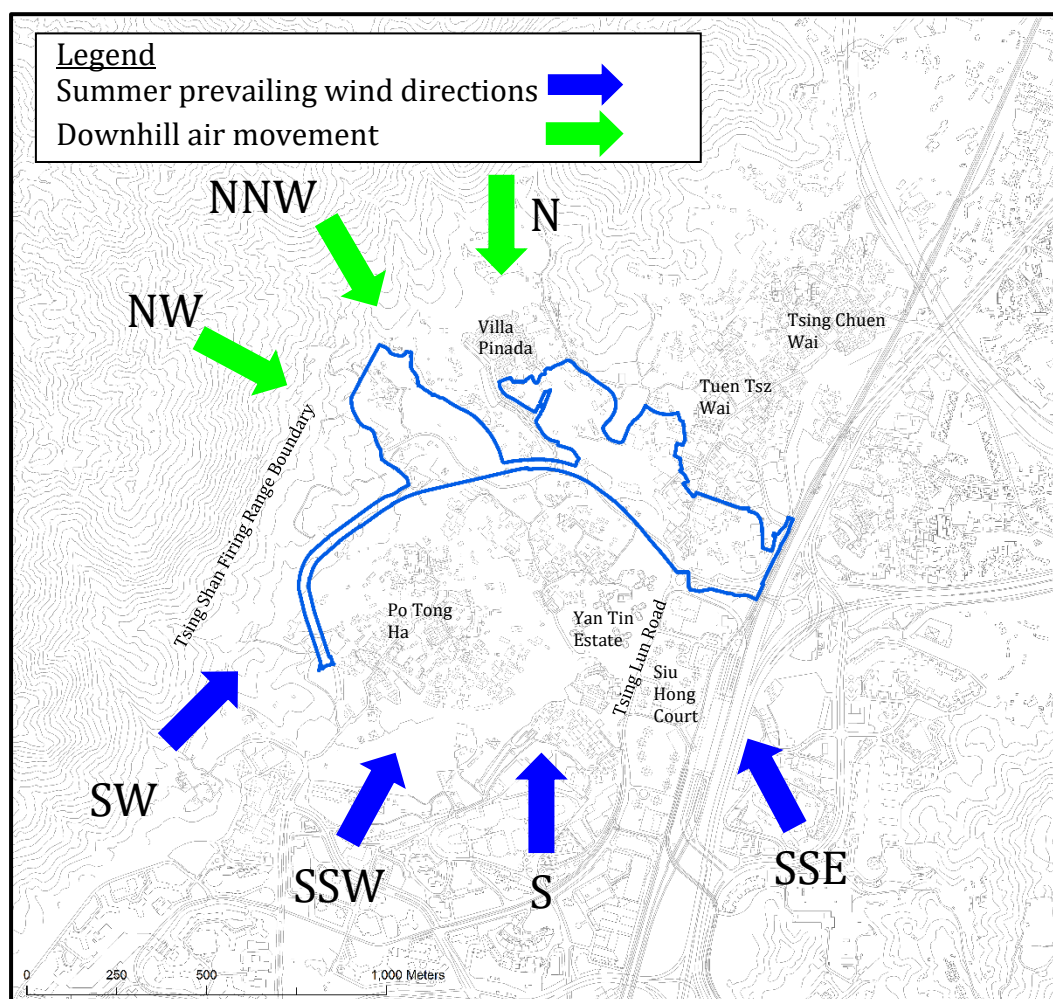 Legend
Summer prevailing wind directions
Downhill air movement
NNW
N
NW
Villa
Pinada
Tsing Chuen
Wai
Tuen Tsz
Wai
Tsing Shan Firing Range Boundary
Po Tong
Ha
Yan Tin
Estate
Tsing Lun Road
Siu
Hong
Court
SW
SSW
S
SSE
0 250 500 1,000 Meters